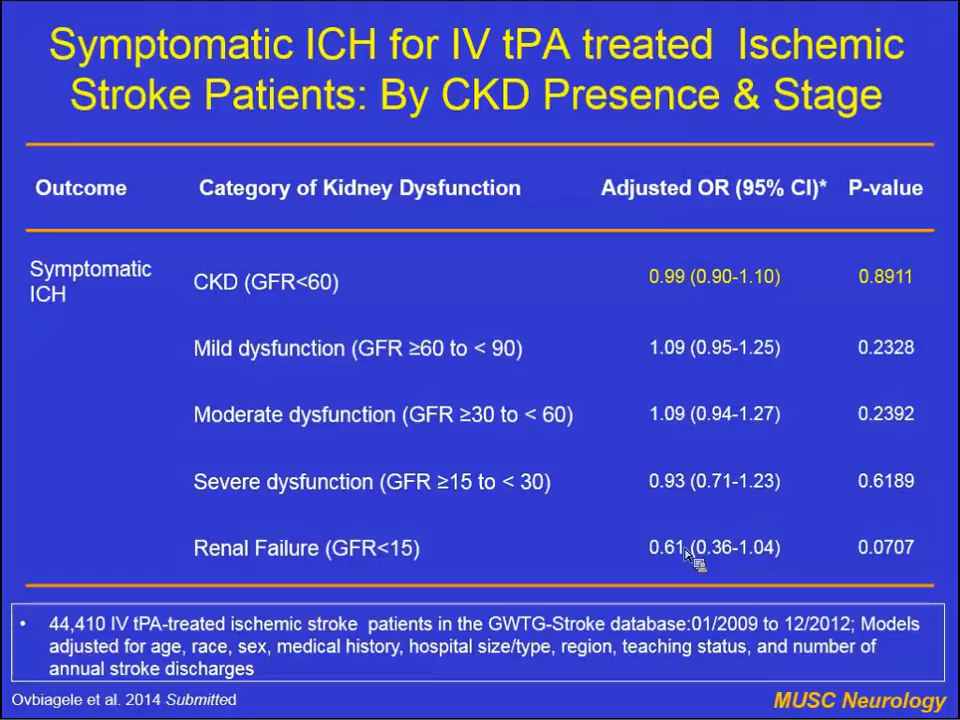 Symptomatic ICH for IV tPA treated Ischemic
Stroke Patients: By CKD Presence & Stage
Outcome Category of Kidney Dysfunction Adjusted OR (95% CI)* P-value
Symptomatic
ICH
CKD (GFR<60) 0.99 (0.90-1.10) 0.8911
Mild dysfunction (GFR ≥60 to < 90) 1.09 (0.95-1.25) 0.2328
Moderate dysfunction (GFR ≥30 to < 60) 1.09 (0.94-1.27) 0.2392
Severe dysfunction (GFR ≥15 to < 30) 0.93 (0.71-1.23) 0.6189
Renal Failure (GFR<15) 0.61 (0.36-1.04) 0.0707
• 44,410 IV tPA-treated ischemic stroke patients in the GWTG-Stroke database:01/2009 to 12/2012; Models
adjusted for age, race, sex, medical history, hospital size/type, region, teaching status, and number of
annual stroke discharges
Ovbiagele et al. 2014 Submitted
MUSC Neurology